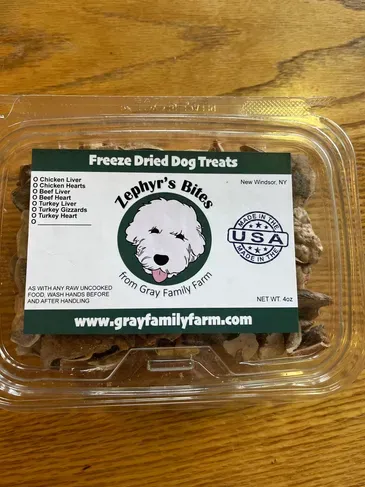 Freeze Dried Dog Treats
O Chicken Liver
O Chicken Hearts
O Beef Liver
O Beef Heart
O Turkey Liver
O Turkey Gizzards
O Turkey Heart
O
Zephyr's Bites
from Gray Family Farm
New Windsor, NY
MADE IN THE
USA
MADE IN THE
AS WITH ANY RAW UNCOOKED
FOOD, WASH HANDS BEFORE
AND AFTER HANDLING
NET WT. 4oz
www.grayfamilyfarm.com